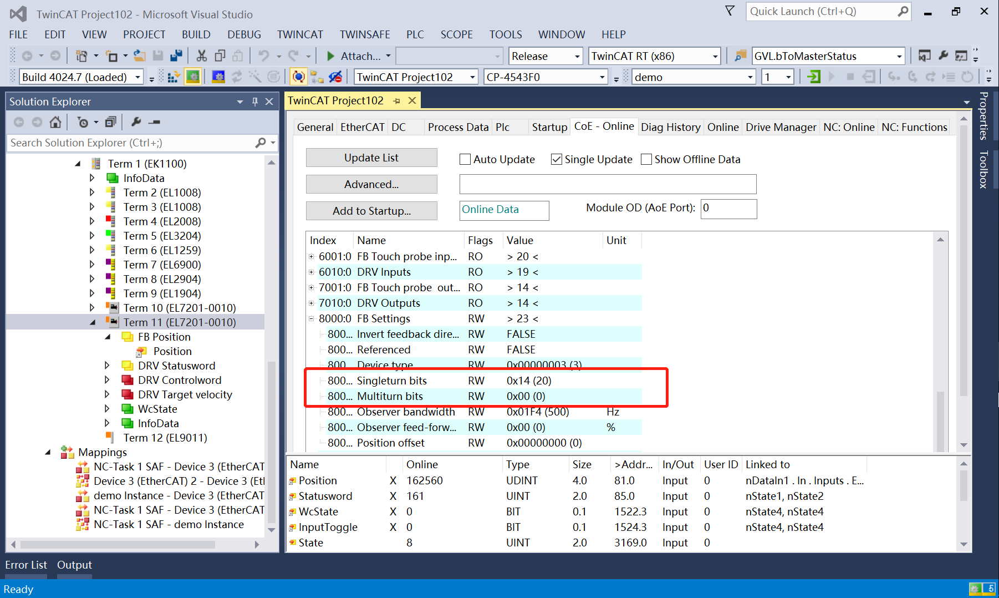 TwinCAT Project102 - Microsoft Visual Studio
Quick Launch (Ctrl+Q)
FILE EDIT VIEW PROJECT BUILD DEBUG TWINCAT TWINSAFE PLC SCOPE TOOLS WINDOW HELP
Attach... Release TwinCAT RT (x86) GVL.bToMasterStatus
Build 4024.7 (Loaded) TwinCAT Project102 CP-4543F0 demo 1
Solution Explorer
Search Solution Explorer (Ctrl+;)
Term 1 (EK1100)
InfoData
Term 2 (EL1008)
Term 3 (EL1008)
Term 4 (EL2008)
Term 5 (EL3204)
Term 6 (EL1259)
Term 7 (EL6900)
Term 8 (EL2904)
Term 9 (EL1904)
Term 10 (EL7201-0010)
Term 11 (EL7201-0010)
FB Position
Position
DRV Statusword
DRV Controlword
DRV Target velocity
WcState
InfoData
Term 12 (EL9011)
Mappings
NC-Task 1 SAF - Device 3 (EtherCAT
Device 3 (EtherCAT) 2 - Device 3 (Et
demo Instance - Device 3 (EtherCAT
NC-Task 1 SAF - Device 3 (EtherCAT
NC-Task 1 SAF - demo Instance
TwinCAT Project102
General EtherCAT DC Process Data Plc Startup CoE - Online Diag History Online Drive Manager NC: Online NC: Functions
Update List Auto Update Single Update Show Offline Data
Advanced...
Add to Startup... Online Data Module OD (AoE Port): 0
Index Name Flags Value Unit
6001:0 FB Touch probe inp... RO > 20 <
6010:0 DRV Inputs RO > 19 <
7001:0 FB Touch probe out... RO > 14 <
7010:0 DRV Outputs RO > 14 <
8000:0 FB Settings RW > 23 <
800... Invert feedback dire... RW FALSE
800... Referenced RW FALSE
800... Device type RW 0x00000003 (3)
800... Singleturn bits RW 0x14 (20)
800... Multiturn bits RW 0x00 (0)
800... Observer bandwidth RW 0x01F4 (500) Hz
800... Observer feed-forw... RW 0x00 (0) %
800... Position offset RW 0x00000000 (0)
Name Online Type Size >Addr... In/Out User ID Linked to
Position X 162560 UDINT 4.0 81.0 Input 0 nDataIn1 . In . Inputs . E...
Statusword X 161 UINT 2.0 85.0 Input 0 nState1, nState2
WcState X 0 BIT 0.1 1522.3 Input 0 nState4, nState4
InputToggle X 0 BIT 0.1 1524.3 Input 0 nState4, nState4
State 8 UINT 2.0 3169.0 Input 0
Properties
Toolbox
Error List Output
Ready
5